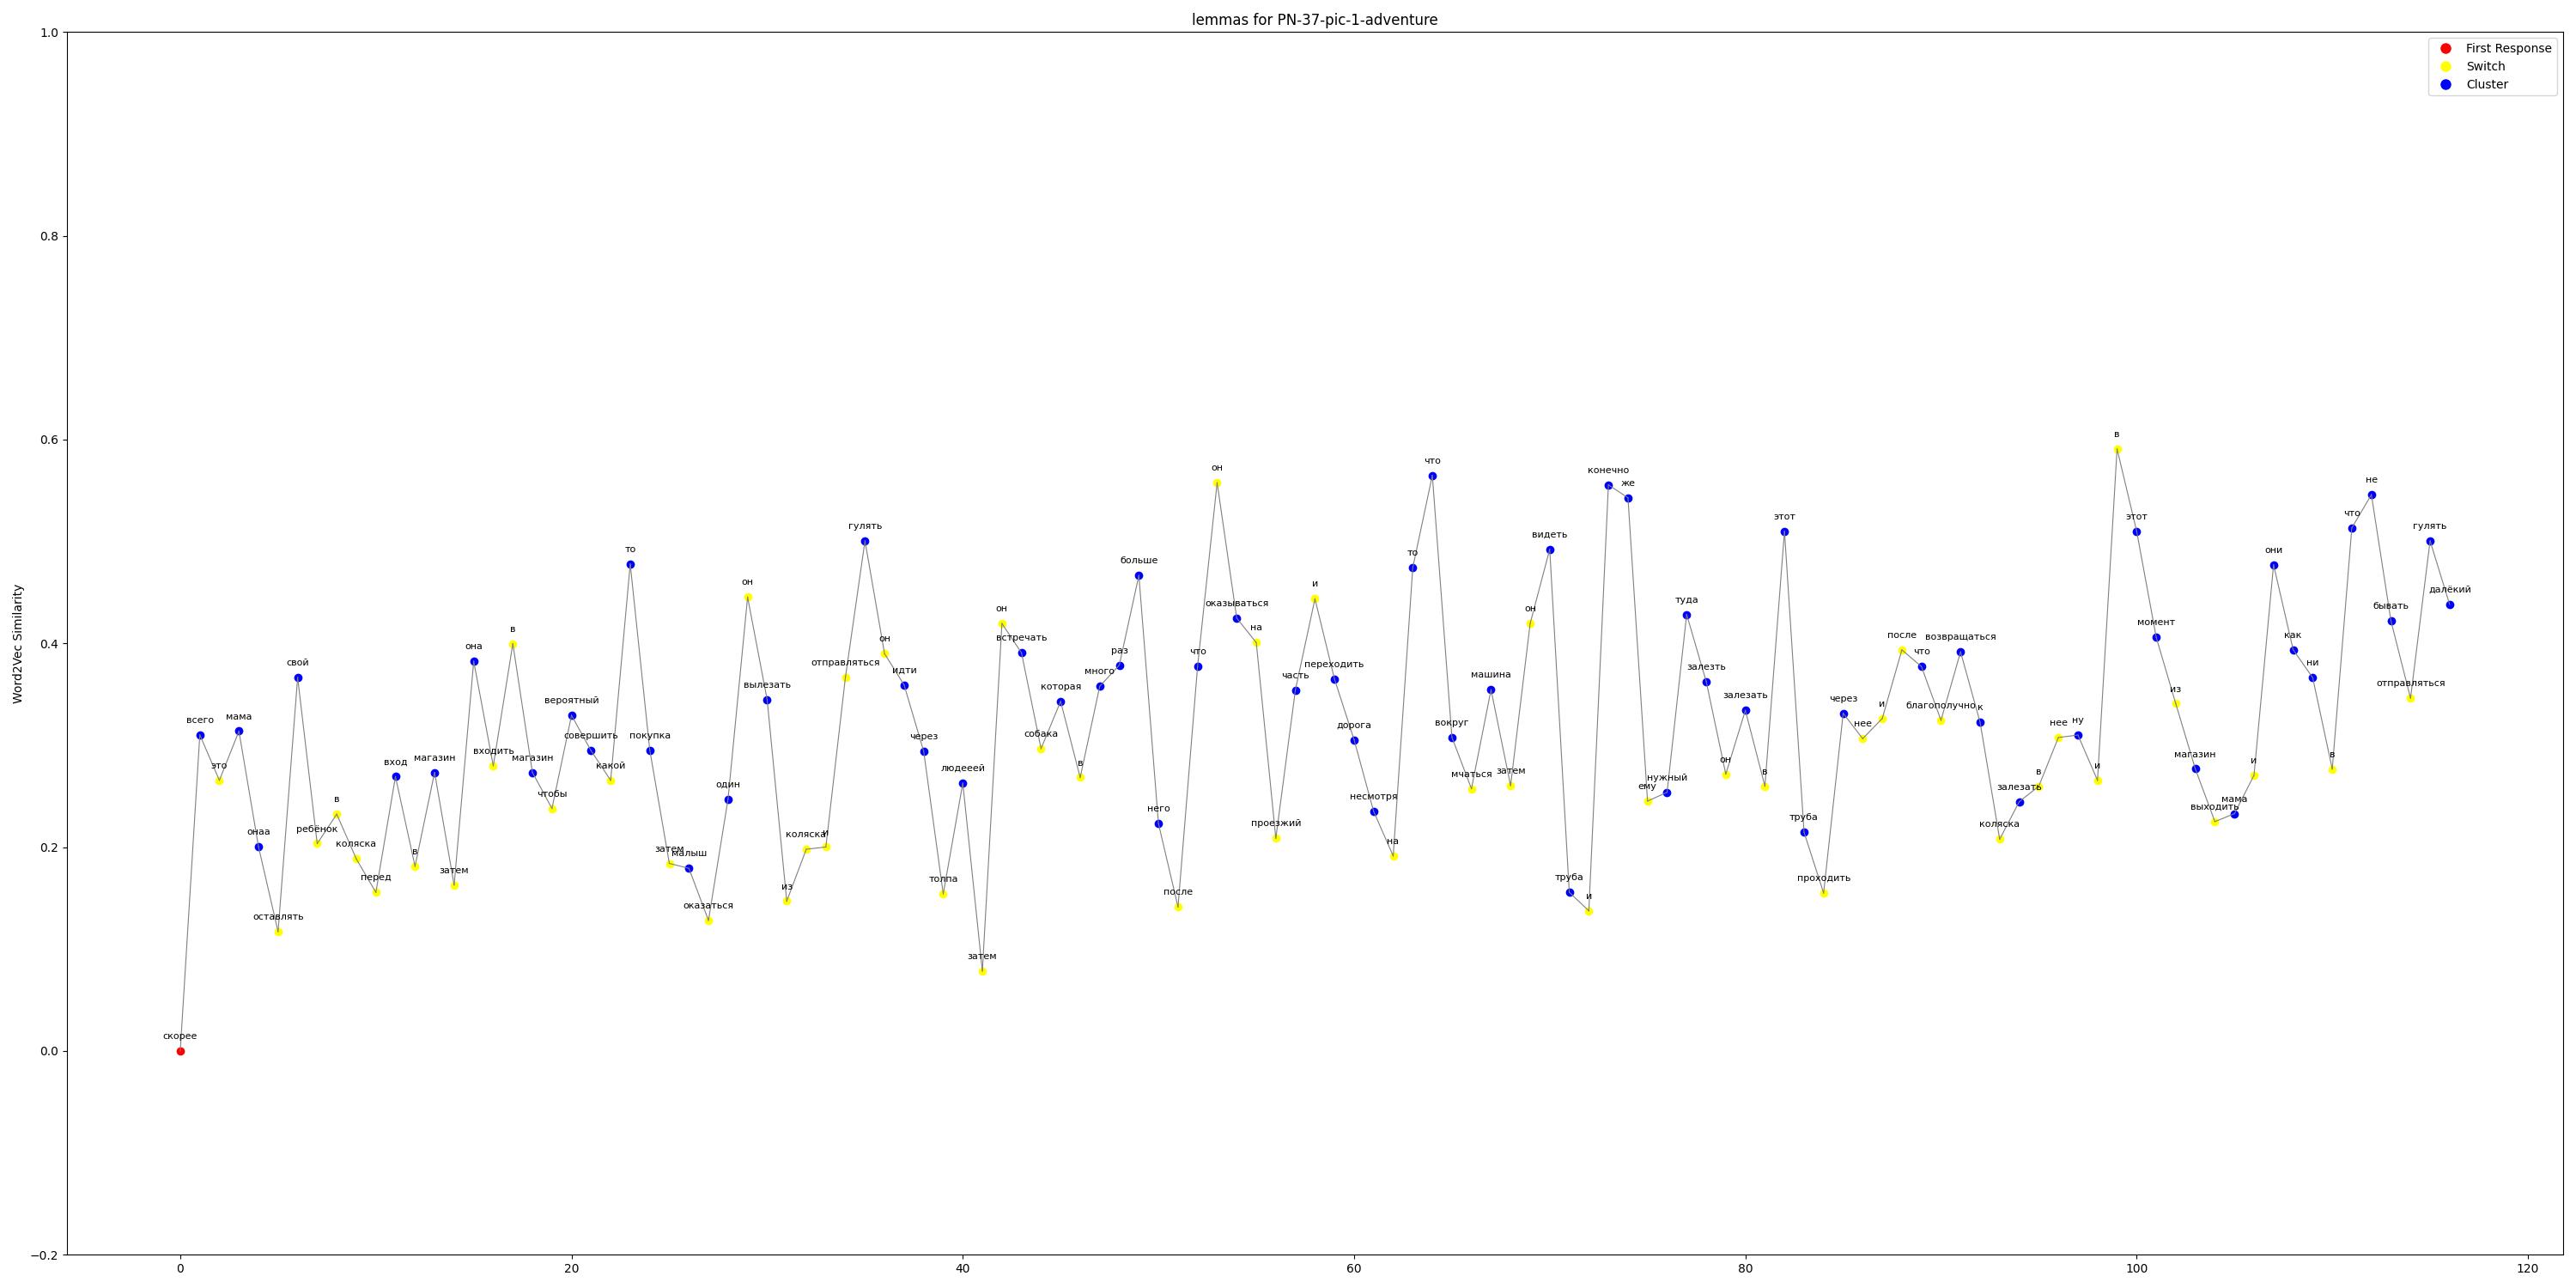 lemmas for PN-37-pic-1-adventure
First Response
Switch
Cluster
Word2Vec Similarity
1.0
0.8
0.6
0.4
0.2
0.0
−0.2
скорее
всего
это
мама
онаа
оставлять
свой
ребёнок
в
коляска
перед
вход
в
магазин
затем
она
входить
в
магазин
чтобы
вероятный
совершить
какой
то
покупка
затем
малыш
оказаться
один
он
вылезать
из
коляска
и
отправляться
гулять
он
идти
через
толпа
людееей
затем
он
встречать
собака
которая
в
много
раз
больше
него
после
что
он
оказываться
на
проезжий
часть
и
переходить
дорога
несмотря
на
то
что
вокруг
мчаться
машина
затем
он
видеть
труба
и
конечно
же
ему
нужный
туда
залезть
он
залезать
в
этот
труба
проходить
через
нее
и
после
что
благополучно
возвращаться
к
коляска
залезать
в
нее
ну
и
в
этот
момент
из
магазин
выходить
мама
и
они
как
ни
в
что
не
бывать
отправляться
гулять
далёкий
0 20 40 60 80 100 120